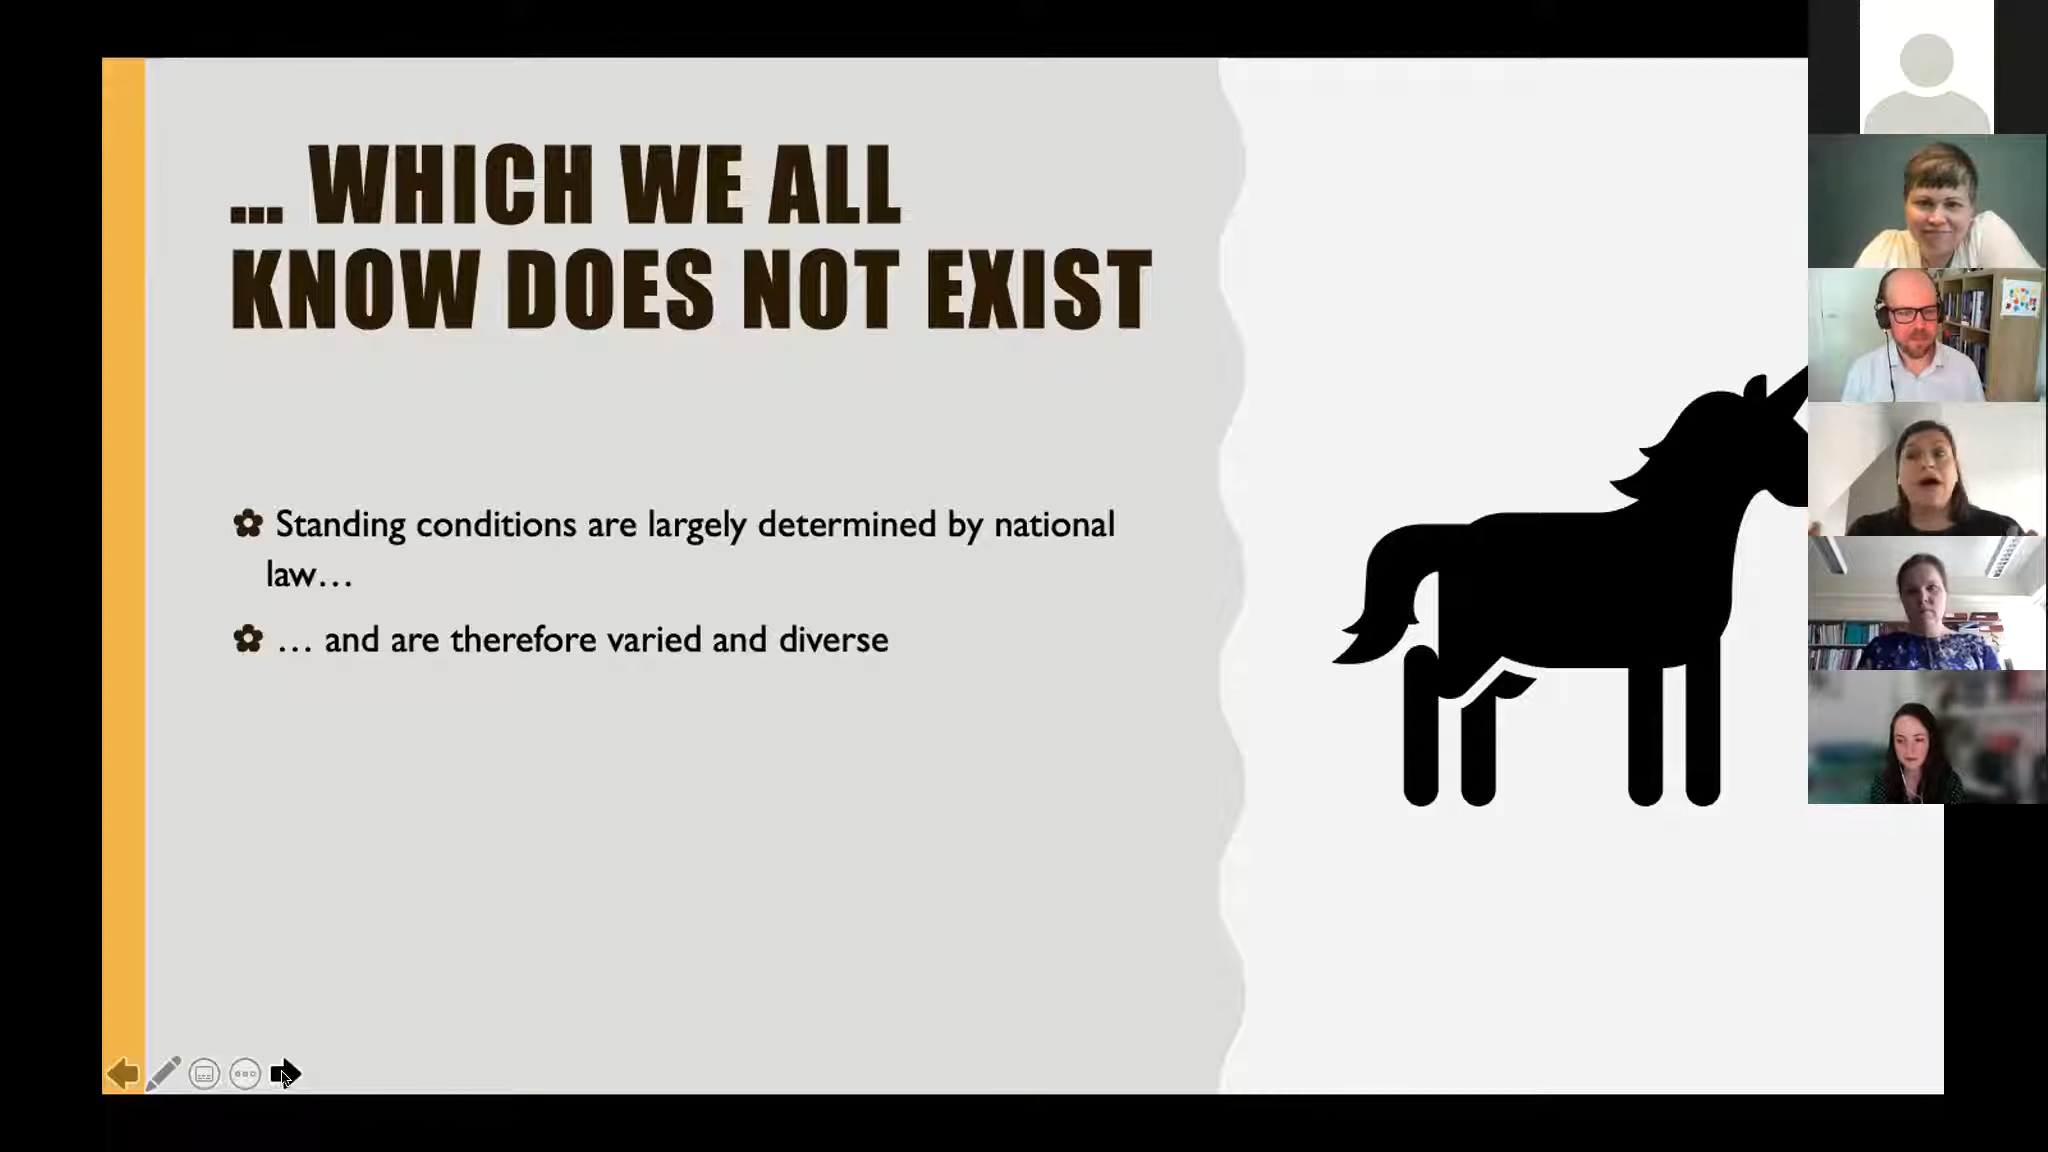 ... WHICH WE ALL
KNOW DOES NOT EXIST
Standing conditions are largely determined by national
law...
... and are therefore varied and diverse